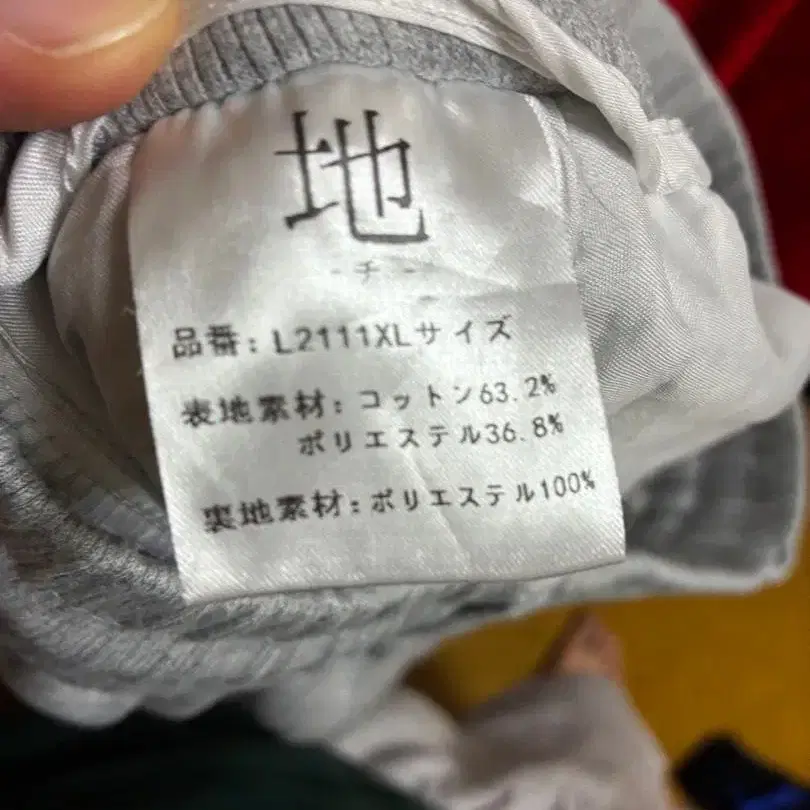 地
-チ-
品番: L2111XLサイズ
表地素材: コットン63.2%
ポリエステル36.8%
裏地素材: ポリエステル100%